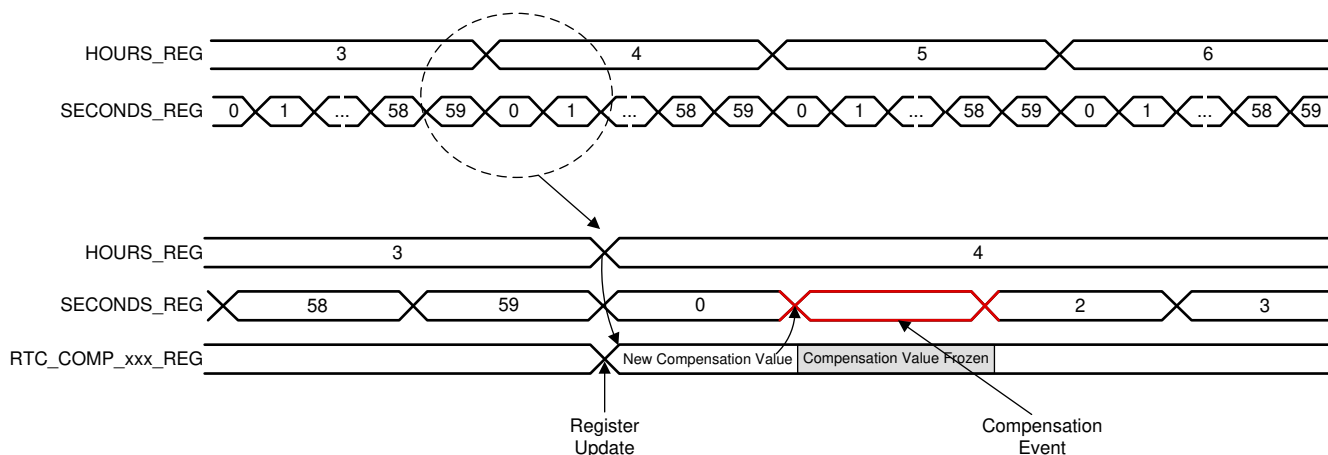 HOURS_REG 3 4 5 6
SECONDS_REG 0 1 ... 58 59 0 1 ... 58 59 0 1 ... 58 59 0 1 ... 58 59
HOURS_REG 3 4
SECONDS_REG 58 59 0 2 3
RTC_COMP_xxx_REG New Compensation Value Compensation Value Frozen
Register
Update
Compensation
Event